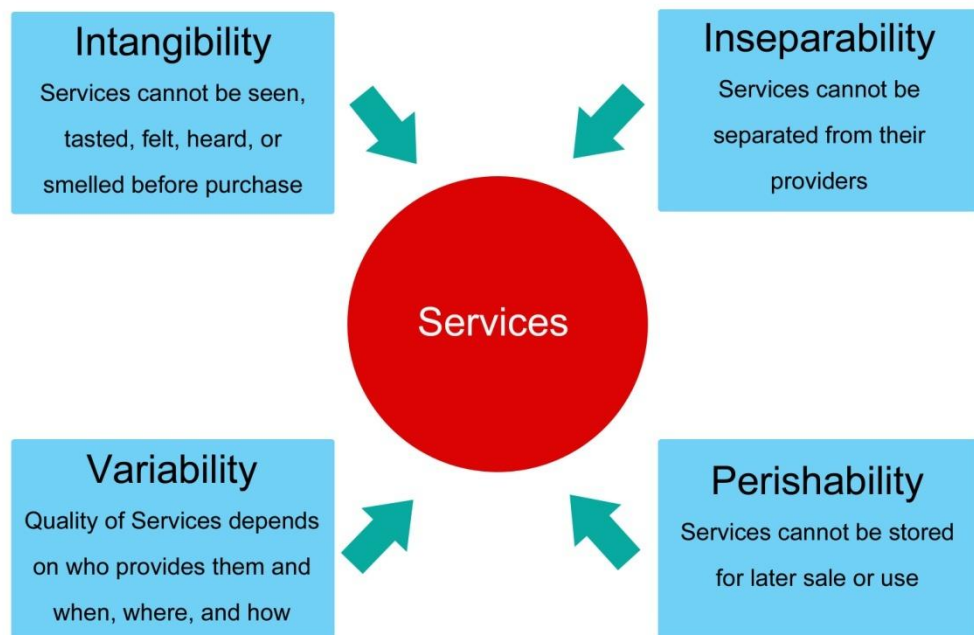 Intangibility
Services cannot be seen,
tasted, felt, heard, or
smelled before purchase
Inseparability
Services cannot be
separated from their
providers
Services
Variability
Quality of Services depends
on who provides them and
when, where, and how
Perishability
Services cannot be stored
for later sale or use